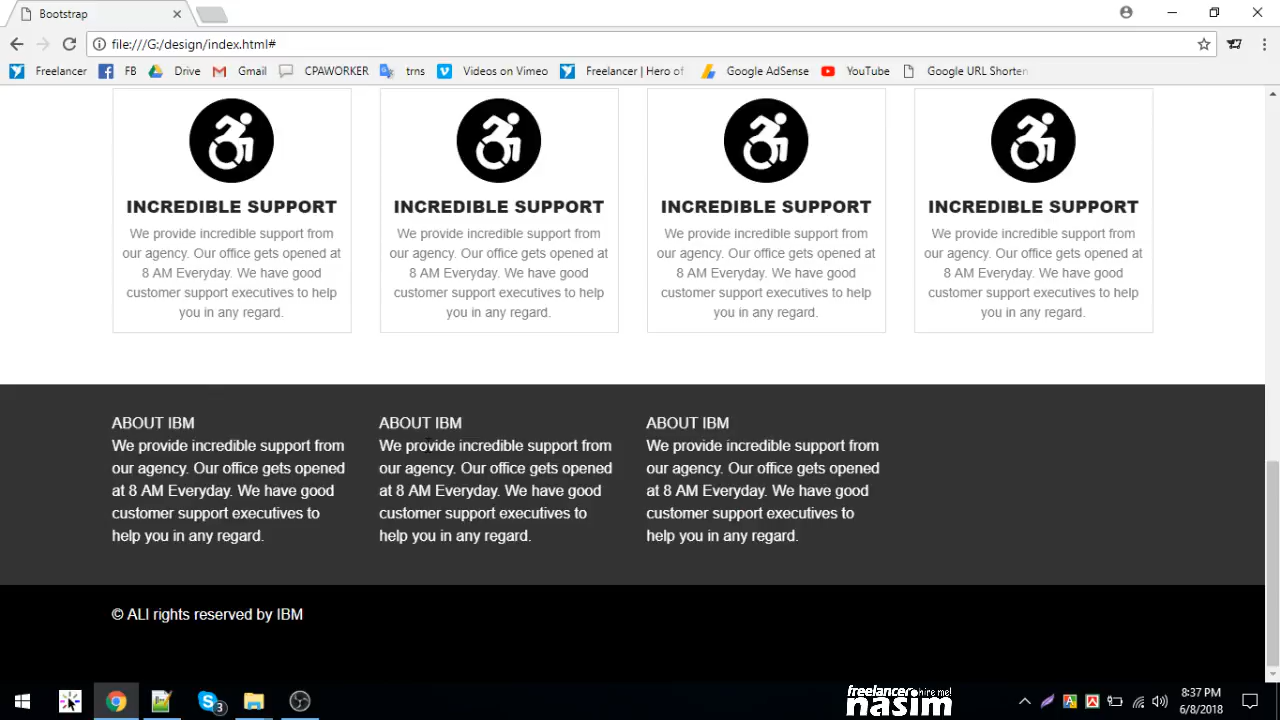 Bootstrap
file:///G:/design/index.html#
Freelancer FB Drive Gmail CPAWORKER trns Videos on Vimeo Freelancer | Hero of Google AdSense YouTube Google URL Shorten
INCREDIBLE SUPPORT
We provide incredible support from
our agency. Our office gets opened at
8 AM Everyday. We have good
customer support executives to help
you in any regard.
INCREDIBLE SUPPORT
We provide incredible support from
our agency. Our office gets opened at
8 AM Everyday. We have good
customer support executives to help
you in any regard.
INCREDIBLE SUPPORT
We provide incredible support from
our agency. Our office gets opened at
8 AM Everyday. We have good
customer support executives to help
you in any regard.
INCREDIBLE SUPPORT
We provide incredible support from
our agency. Our office gets opened at
8 AM Everyday. We have good
customer support executives to help
you in any regard.
ABOUT IBM
We provide incredible support from
our agency. Our office gets opened
at 8 AM Everyday. We have good
customer support executives to
help you in any regard.
ABOUT IBM
We provide incredible support from
our agency. Our office gets opened
at 8 AM Everyday. We have good
customer support executives to
help you in any regard.
ABOUT IBM
We provide incredible support from
our agency. Our office gets opened
at 8 AM Everyday. We have good
customer support executives to
help you in any regard.
© ALI rights reserved by IBM
3
freelancer hire me!
nasim
8:37 PM
6/8/2018